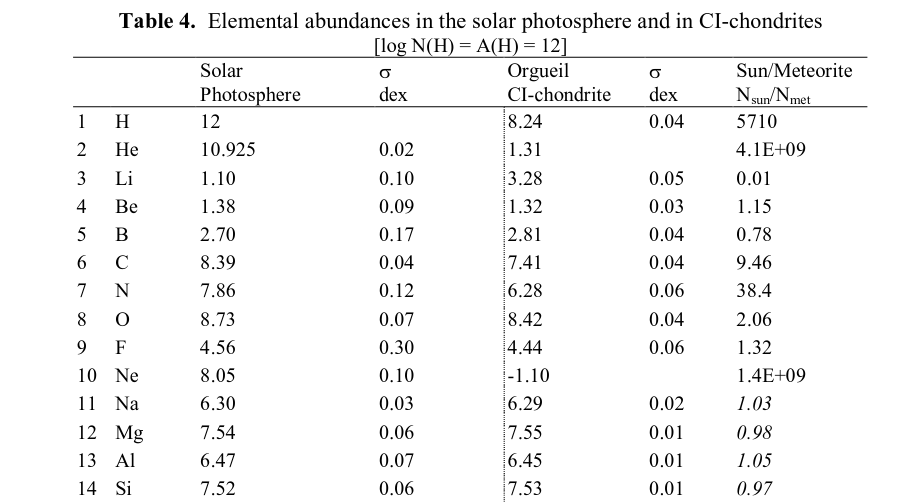 Table 4. Elemental abundances in the solar photosphere and in CI-chondrites
[log N(H) = A(H) = 12]
Solar σ Orgueil σ Sun/Meteorite
Photosphere dex CI-chondrite dex Nsun/Nmet
1 H 12 8.24 0.04 5710
2 He 10.925 0.02 1.31 4.1E+09
3 Li 1.10 0.10 3.28 0.05 0.01
4 Be 1.38 0.09 1.32 0.03 1.15
5 B 2.70 0.17 2.81 0.04 0.78
6 C 8.39 0.04 7.41 0.04 9.46
7 N 7.86 0.12 6.28 0.06 38.4
8 O 8.73 0.07 8.42 0.04 2.06
9 F 4.56 0.30 4.44 0.06 1.32
10 Ne 8.05 0.10 -1.10 1.4E+09
11 Na 6.30 0.03 6.29 0.02 1.03
12 Mg 7.54 0.06 7.55 0.01 0.98
13 Al 6.47 0.07 6.45 0.01 1.05
14 Si 7.52 0.06 7.53 0.01 0.97